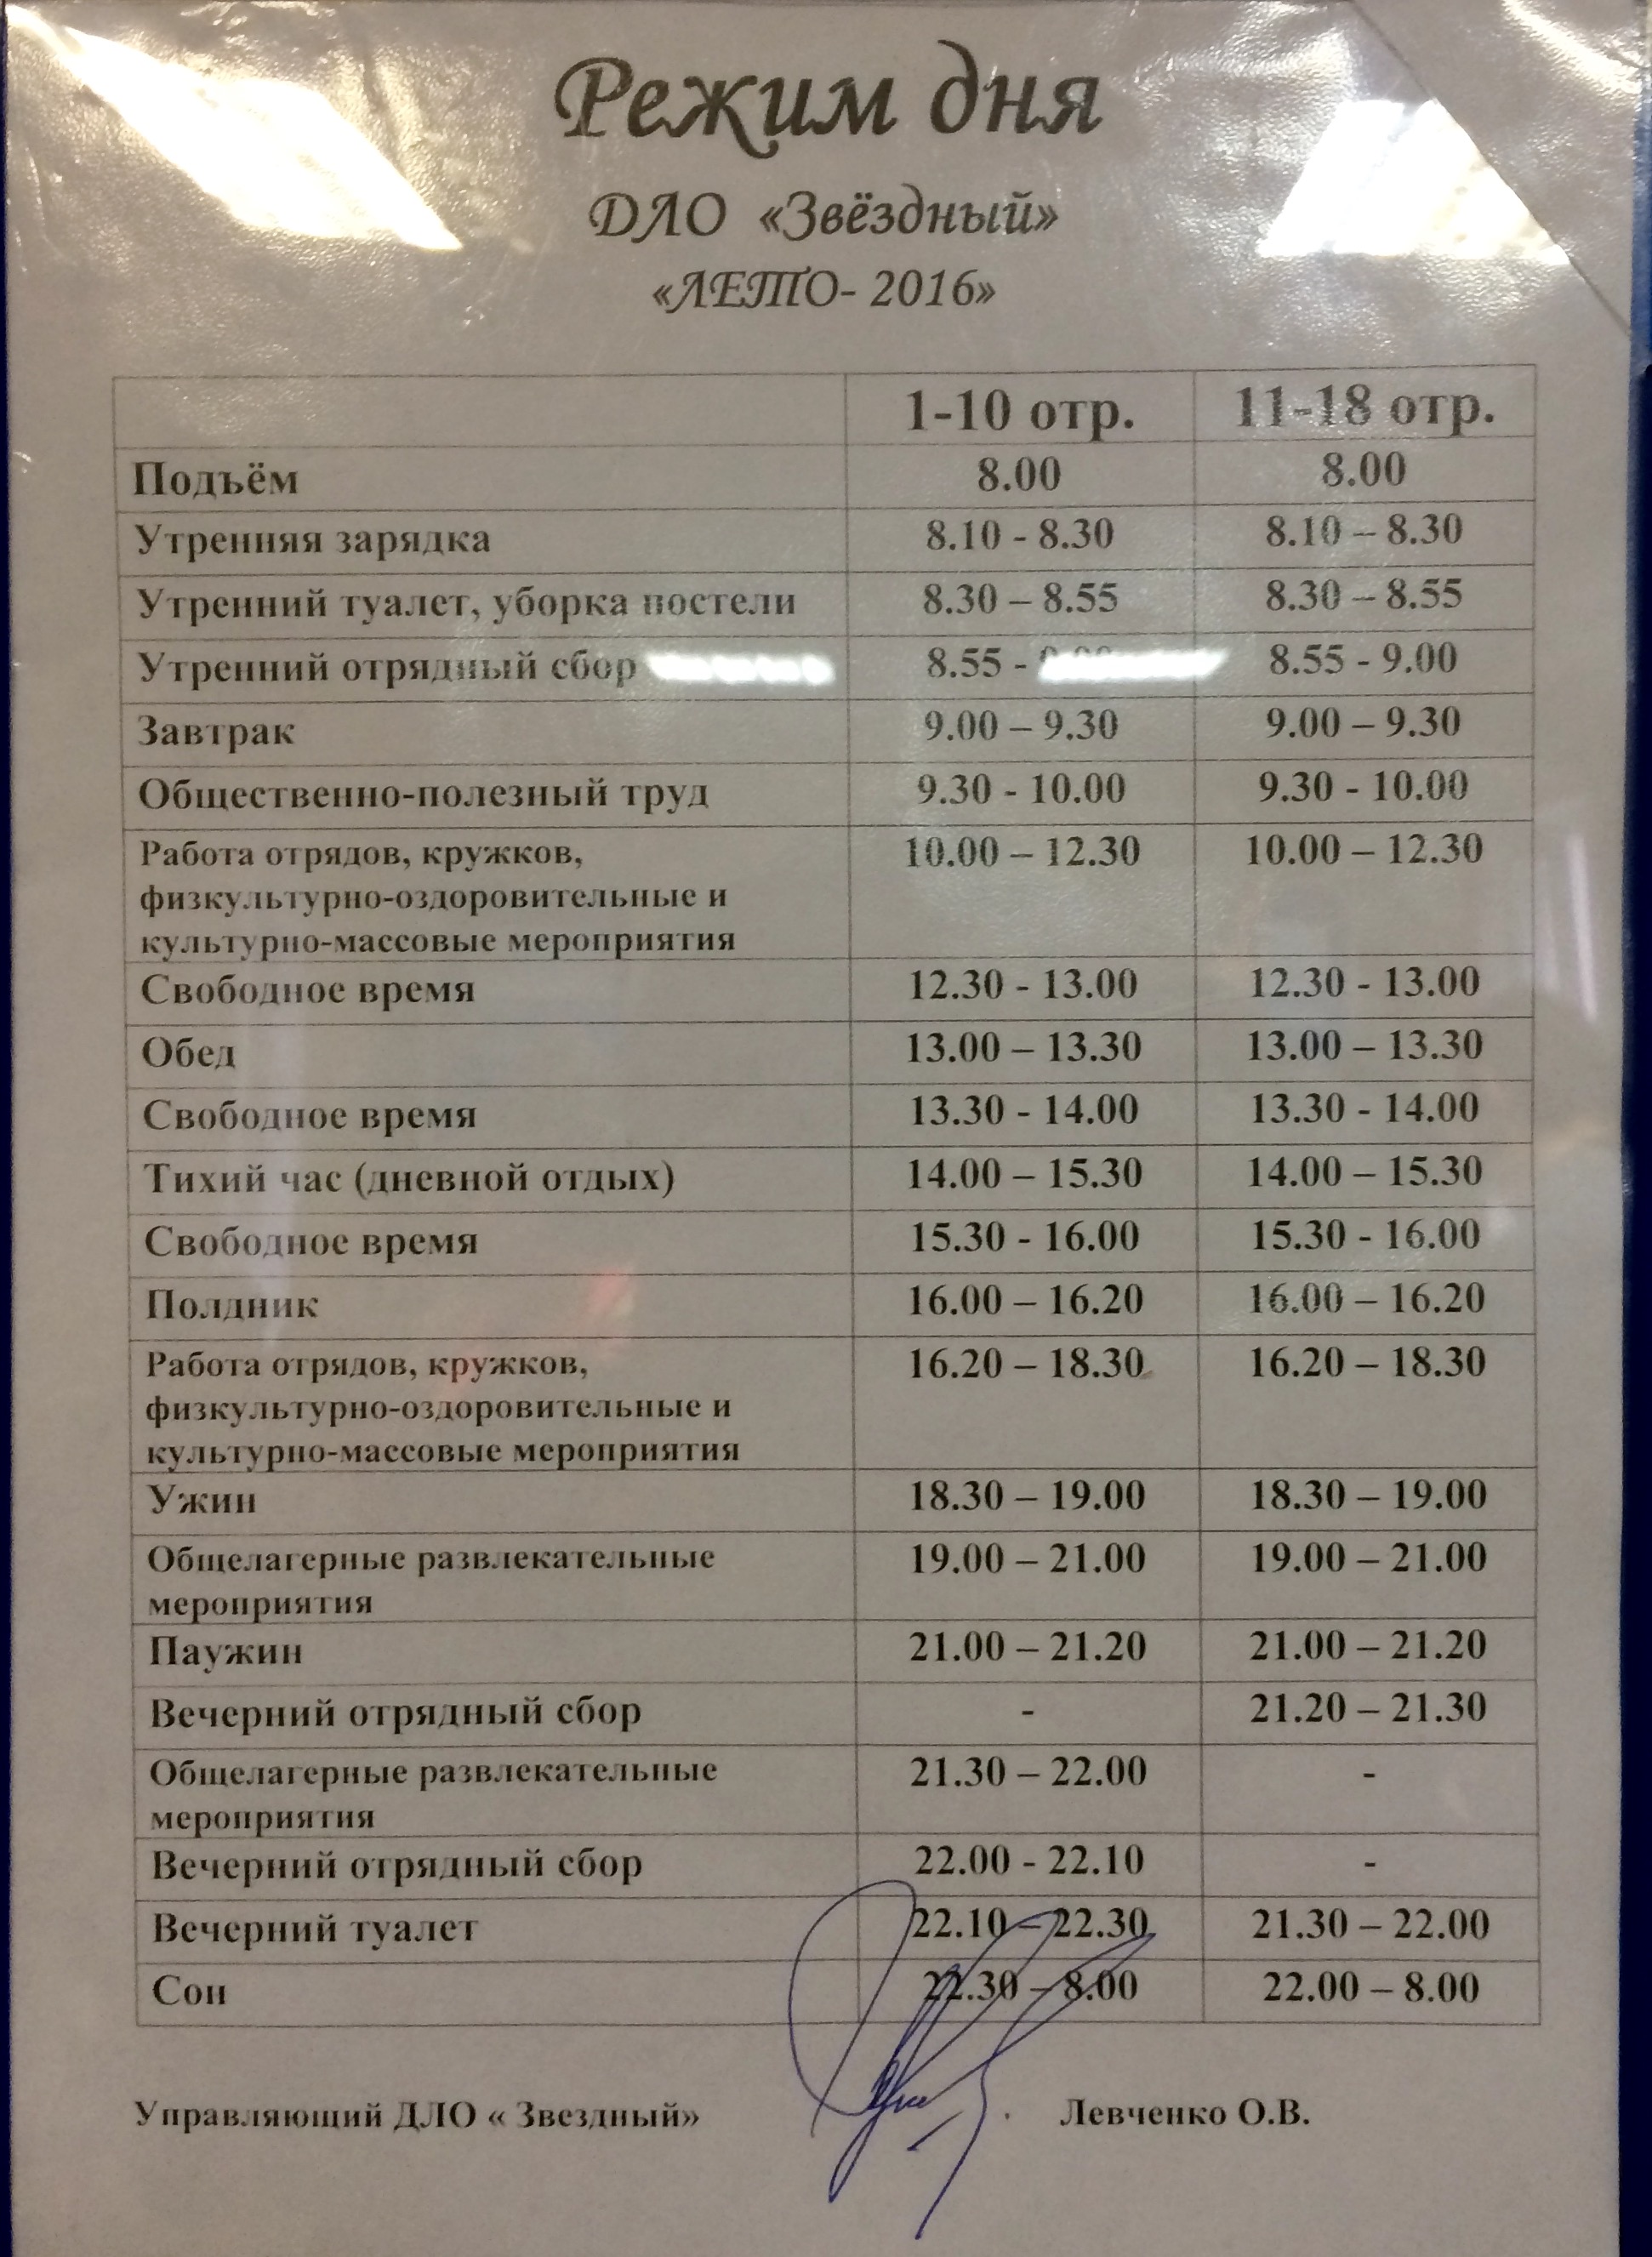 Режим дня
ДЛО «Звёздный»
«ЛЕТО- 2016»
1-10 отр. 11-18 отр.
Подъём 8.00 8.00
Утренняя зарядка 8.10 - 8.30 8.10 – 8.30
Утренний туалет, уборка постели 8.30 – 8.55 8.30 – 8.55
Утренний отрядный сбор 8.55 - 8.55 - 9.00
Завтрак 9.00 – 9.30 9.00 – 9.30
Общественно-полезный труд 9.30 - 10.00 9.30 - 10.00
Работа отрядов, кружков, 10.00 – 12.30 10.00 – 12.30
физкультурно-оздоровительные и
культурно-массовые мероприятия
Свободное время 12.30 - 13.00 12.30 - 13.00
Обед 13.00 – 13.30 13.00 – 13.30
Свободное время 13.30 - 14.00 13.30 - 14.00
Тихий час (дневной отдых) 14.00 – 15.30 14.00 – 15.30
Свободное время 15.30 - 16.00 15.30 - 16.00
Полдник 16.00 – 16.20 16.00 – 16.20
Работа отрядов, кружков, 16.20 – 18.30 16.20 – 18.30
физкультурно-оздоровительные и
культурно-массовые мероприятия
Ужин 18.30 – 19.00 18.30 – 19.00
Общелагерные развлекательные 19.00 – 21.00 19.00 – 21.00
мероприятия
Паужин 21.00 – 21.20 21.00 – 21.20
Вечерний отрядный сбор - 21.20 – 21.30
Общелагерные развлекательные 21.30 – 22.00 -
мероприятия
Вечерний отрядный сбор 22.00 - 22.10 -
Вечерний туалет 22.10 – 22.30 21.30 – 22.00
Сон 22.30 – 8.00 22.00 – 8.00
Управляющий ДЛО « Звездный» Левченко О.В.